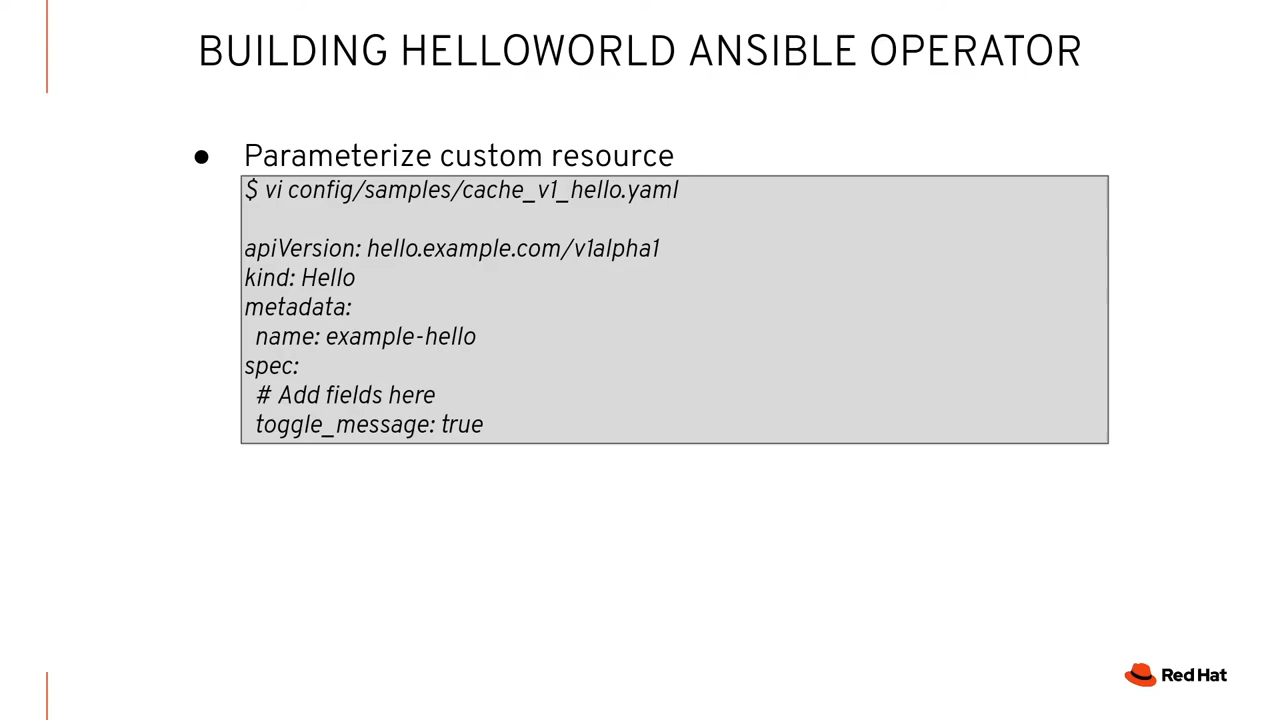 BUILDING HELLOWORLD ANSIBLE OPERATOR
● Parameterize custom resource
$ vi config/samples/cache_v1_hello.yaml
apiVersion: hello.example.com/v1alpha1
kind: Hello
metadata:
  name: example-hello
spec:
  # Add fields here
  toggle_message: true
Red Hat